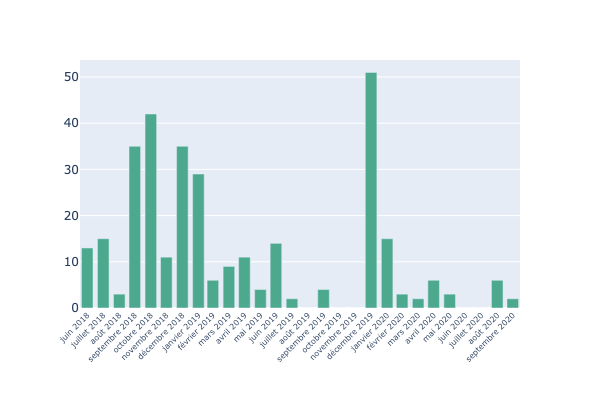 50
40
30
20
10
0
juin 2018
juillet 2018
août 2018
septembre 2018
octobre 2018
novembre 2018
décembre 2018
janvier 2019
février 2019
mars 2019
avril 2019
mai 2019
juin 2019
juillet 2019
août 2019
septembre 2019
octobre 2019
novembre 2019
décembre 2019
janvier 2020
février 2020
mars 2020
avril 2020
mai 2020
juin 2020
juillet 2020
août 2020
septembre 2020